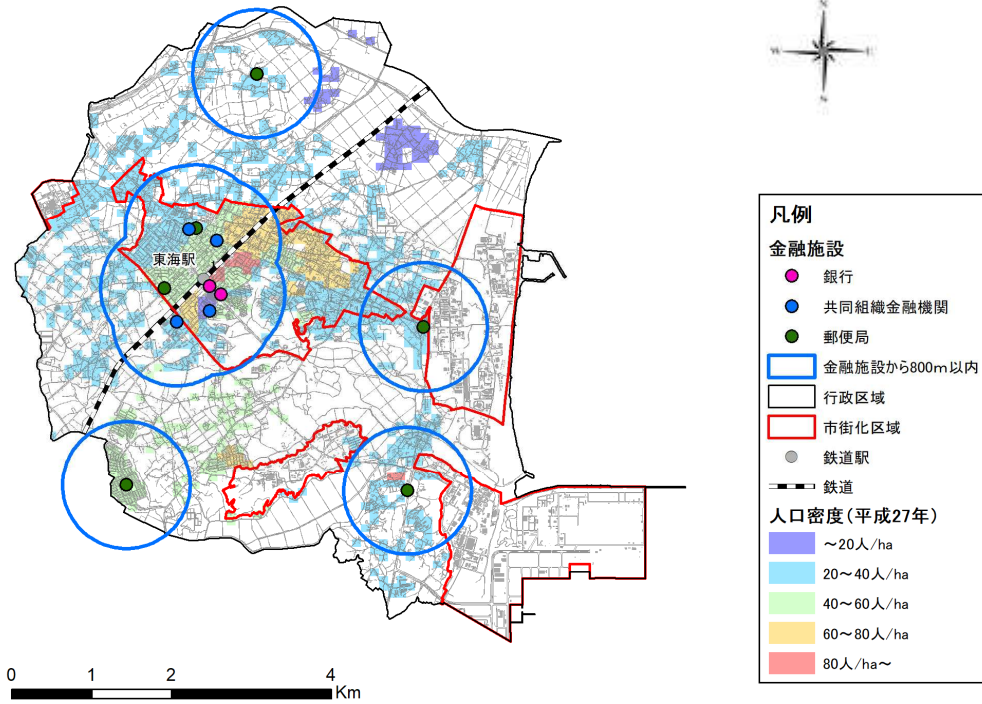 N
W
E
S
東海駅
0
1
2
4
Km
凡例
金融施設
銀行
共同組織金融機関
郵便局
金融施設から800m以内
行政区域
市街化区域
鉄道駅
鉄道
人口密度(平成27年)
～20人/ha
20～40人/ha
40～60人/ha
60～80人/ha
80人/ha～